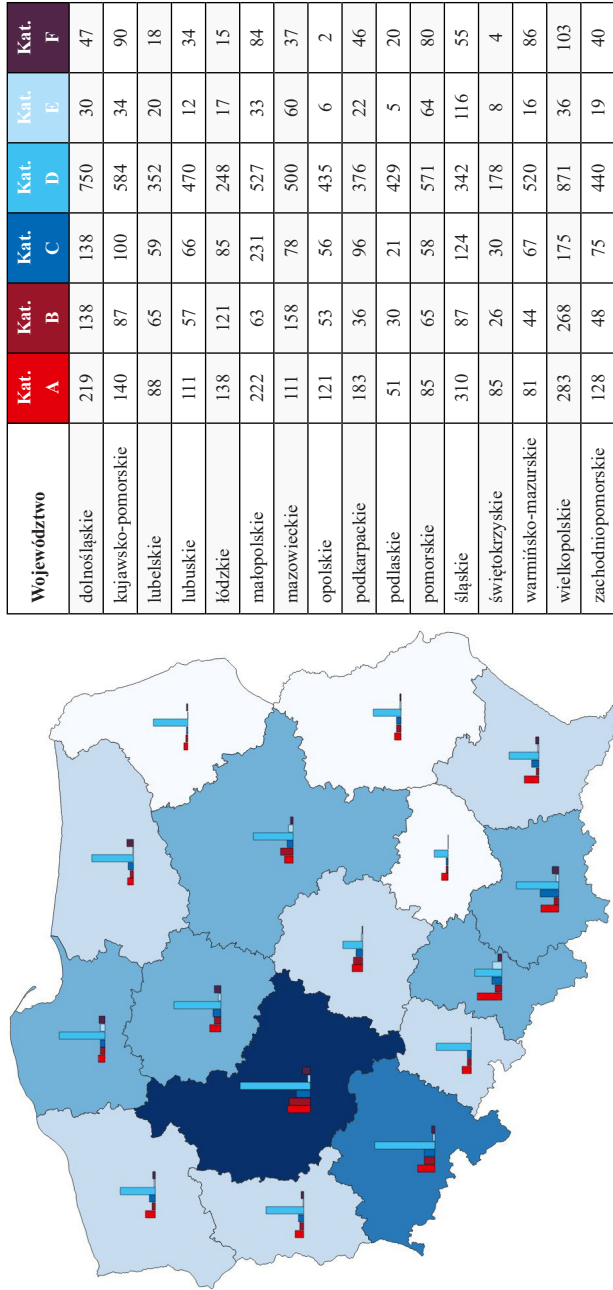 Województwo Kat. A Kat. B Kat. C Kat. D Kat. E Kat. F
dolnośląskie 219 138 138 750 30 47
kujawsko-pomorskie 140 87 100 584 34 90
lubelskie 88 65 59 352 20 18
lubuskie 111 57 66 470 12 34
łódzkie 138 121 85 248 17 15
małopolskie 222 63 231 527 33 84
mazowieckie 111 158 78 500 60 37
opolskie 121 53 56 435 6 2
podkarpackie 183 36 96 376 22 46
podlaskie 51 30 21 429 5 20
pomorskie 85 65 58 571 64 80
śląskie 310 87 124 342 116 55
świętokrzyskie 85 26 30 178 8 4
warmińsko-mazurskie 81 44 67 520 16 86
wielkopolskie 283 268 175 871 36 103
zachodniopomorskie 128 48 75 440 19 40